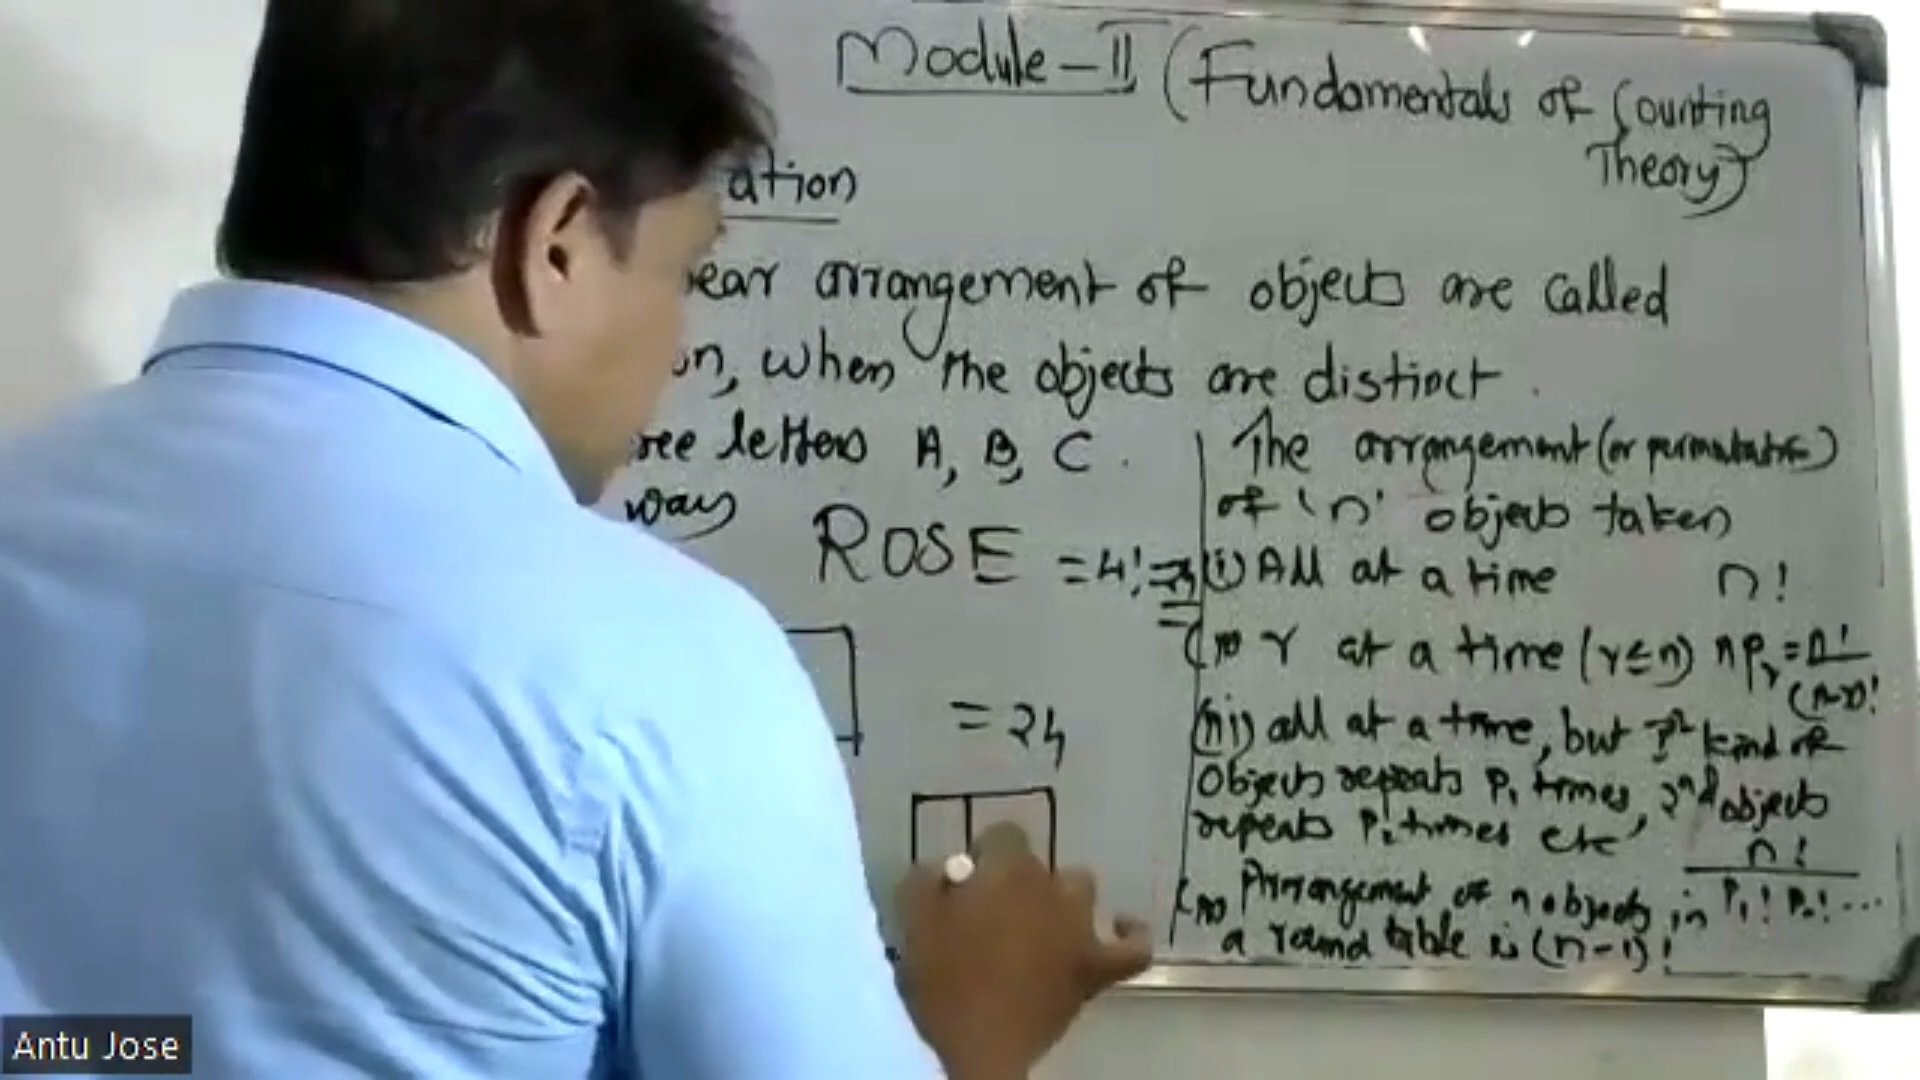 Module-II (Fundamentals of Counting
Theory)
ation
ear arrangement of objects are called
n, when the objects are distinct.
ree letters A, B, C.
way
ROSE =4!=24
= 24
The arrangement (or permutation)
of 'n' objects taken
(i) All at a time n!
(ii) r at a time (r≤n) nPr = n!/(n-r)!
(iii) all at a time, but 1st kind of
objects repeats P1 times, 2nd objects
repeats P2 times etc, n!/P1! P2!...
(iv) Arrangement of n objects in
a round table is (n-1)!
Antu Jose